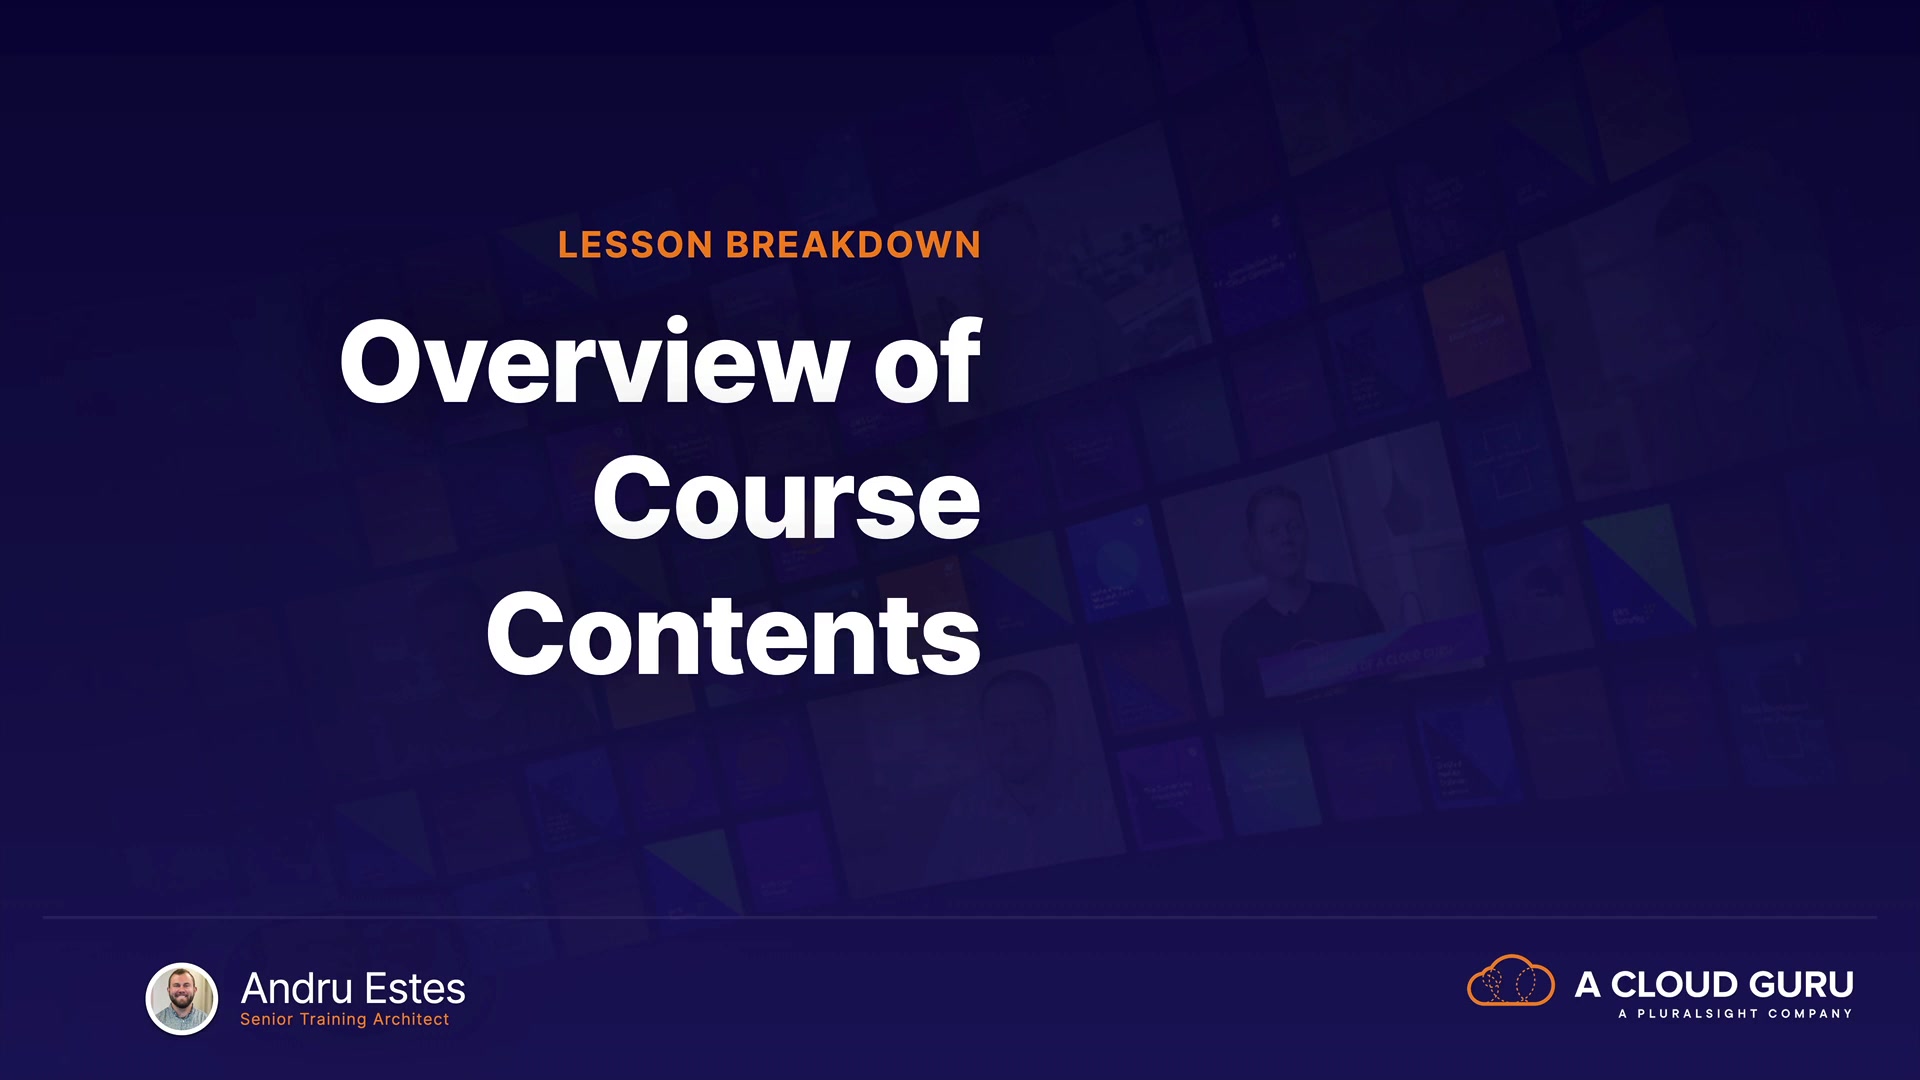 LESSON BREAKDOWN
Overview of
Course
Contents
Andru Estes
Senior Training Architect
A CLOUD GURU
A PLURALSIGHT COMPANY